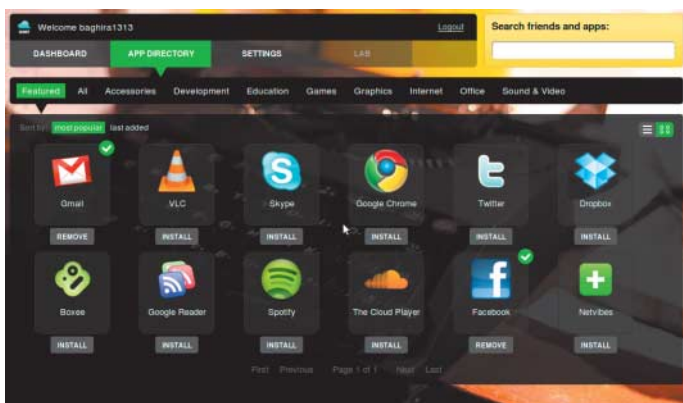 Welcome baghira1313 Logout
Search friends and apps:
DASHBOARD APP DIRECTORY SETTINGS LAB
Featured All Accessories Development Education Games Graphics Internet Office Sound & Video
Sort by: most popular last added
Gmail VLC Skype Google Chrome Twitter Dropbox
REMOVE INSTALL INSTALL INSTALL INSTALL INSTALL
Boxee Google Reader Spotify The Cloud Player Facebook Netvibes
INSTALL INSTALL INSTALL INSTALL REMOVE INSTALL
First Previous Page 1 of 1 Next Last